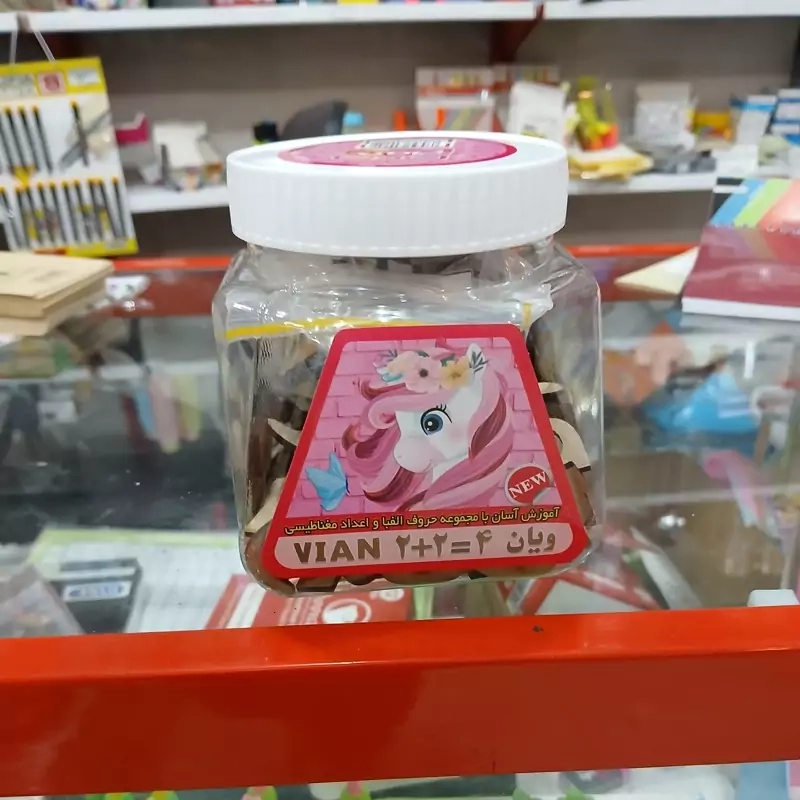 NEW
آموزش آسان با مجموعه حروف الفبا و اعداد مغناطیسی
VIAN ۲+۲=۴ ویان